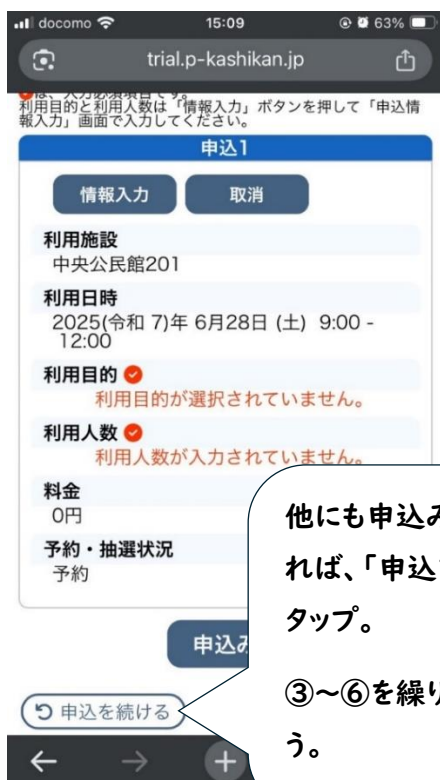 docomo 15:09 63%
trial.p-kashikan.jp
は、入力必須項目です。
利用目的と利用人数は「情報入力」ボタンを押して「申込情
報入力」画面で入力してください。
申込1
情報入力 取消
利用施設
中央公民館201
利用日時
2025(令和 7)年 6月28日 (土) 9:00 -
12:00
利用目的
利用目的が選択されていません。
利用人数
利用人数が入力されていません。
料金
0円
予約・抽選状況
予約
申込み
申込を続ける
他にも申込み
れば、「申込
タップ。
③～⑥を繰り
う。